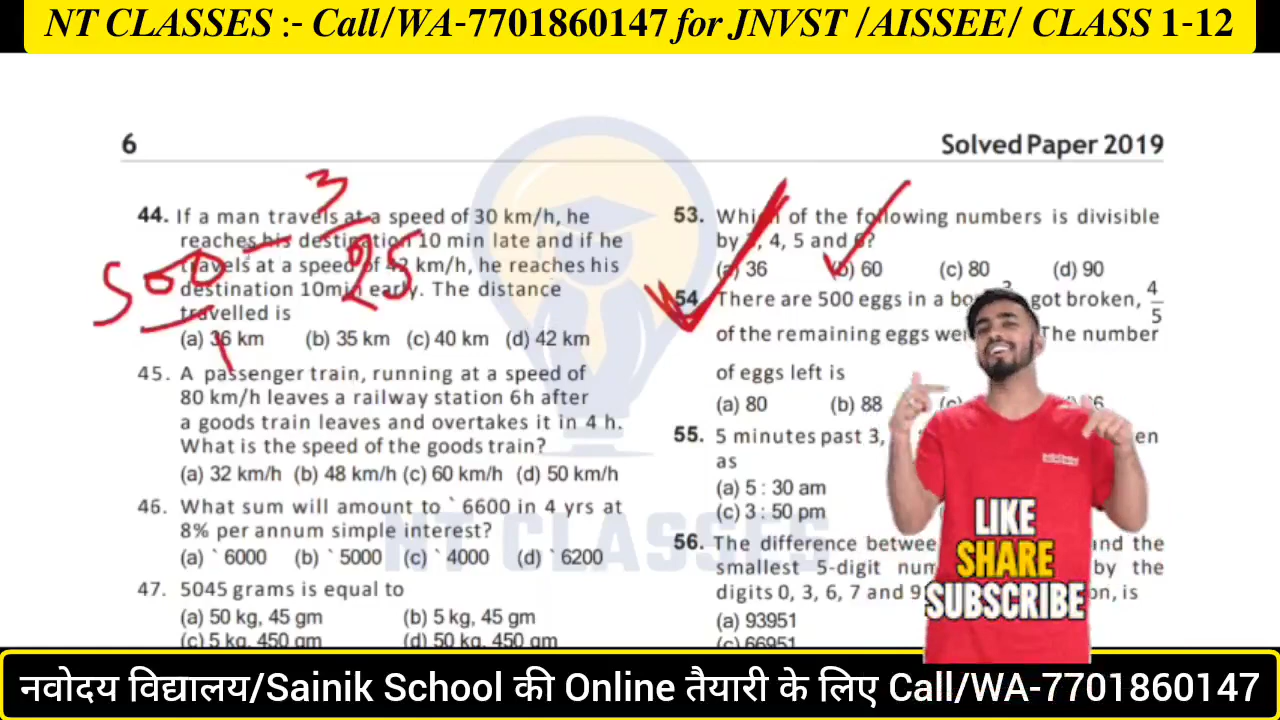 NT CLASSES :- Call/WA-7701860147 for JNVST /AISSEE/ CLASS 1-12
6
Solved Paper 2019
44. If a man travels at a speed of 30 km/h, he
reaches his destination 10 min late and if he
travels at a speed of 42 km/h, he reaches his
destination 10min early. The distance
travelled is
(a) 36 km (b) 35 km (c) 40 km (d) 42 km
3
500
25
1
45. A passenger train, running at a speed of
80 km/h leaves a railway station 6h after
a goods train leaves and overtakes it in 4 h.
What is the speed of the goods train?
(a) 32 km/h (b) 48 km/h (c) 60 km/h (d) 50 km/h
46. What sum will amount to ` 6600 in 4 yrs at
8% per annum simple interest?
(a) ` 6000 (b) ` 5000 (c) ` 4000 (d) ` 6200
47. 5045 grams is equal to
(a) 50 kg, 45 gm (b) 5 kg, 45 gm
(c) 5 kg, 450 gm (d) 50 kg, 450 gm
53. Which of the following numbers is divisible
by 4, 5 and 6?
(a) 36 (b) 60 (c) 80 (d) 90
54. There are 500 eggs in a got broken, 4/5
of the remaining eggs The number
of eggs left is
(a) 80 (b) 88
55. 5 minutes past 3,
as
(a) 5 : 30 am
(c) 3 : 50 pm
56. The difference and the
smallest 5-digit by the
digits 0, 3, 6, 7 and 9 is
(a) 93951
(c) 66951
NT CLASSES
LIKE
SHARE
SUBSCRIBE
नवोदय विद्यालय/Sainik School की Online तैयारी के लिए Call/WA-7701860147